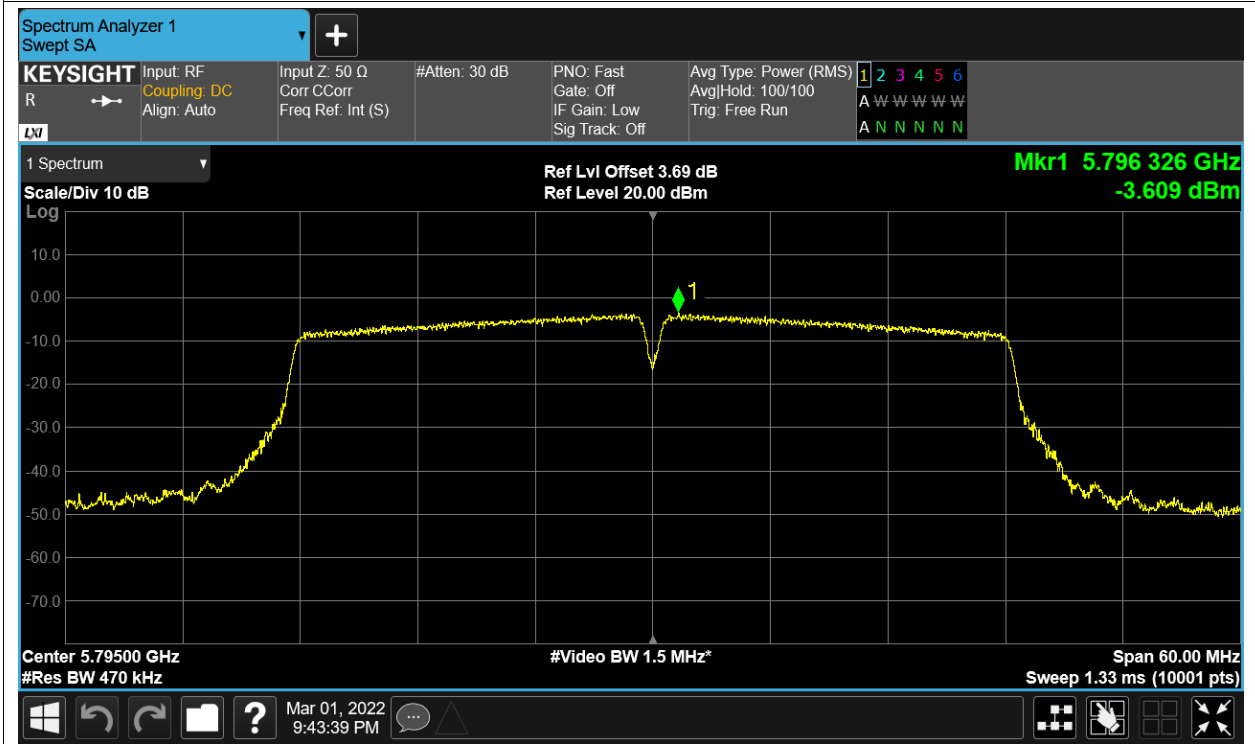 Spectrum Analyzer 1
Swept SA
+
KEYSIGHT Input: RF Input Z: 50 Ω #Atten: 30 dB PNO: Fast Avg Type: Power (RMS) 1 2 3 4 5 6
R Coupling: DC Corr CCorr Gate: Off Avg|Hold: 100/100 A W W W W W
Align: Auto Freq Ref: Int (S) IF Gain: Low Trig: Free Run
LXI Sig Track: Off A N N N N N
1 Spectrum Ref Lvl Offset 3.69 dB Mkr1 5.796 326 GHz
Scale/Div 10 dB Ref Level 20.00 dBm -3.609 dBm
Log
10.0
0.00
1
-10.0
-20.0
-30.0
-40.0
-50.0
-60.0
-70.0
Center 5.79500 GHz #Video BW 1.5 MHz* Span 60.00 MHz
#Res BW 470 kHz Sweep 1.33 ms (10001 pts)
? Mar 01, 2022
9:43:39 PM